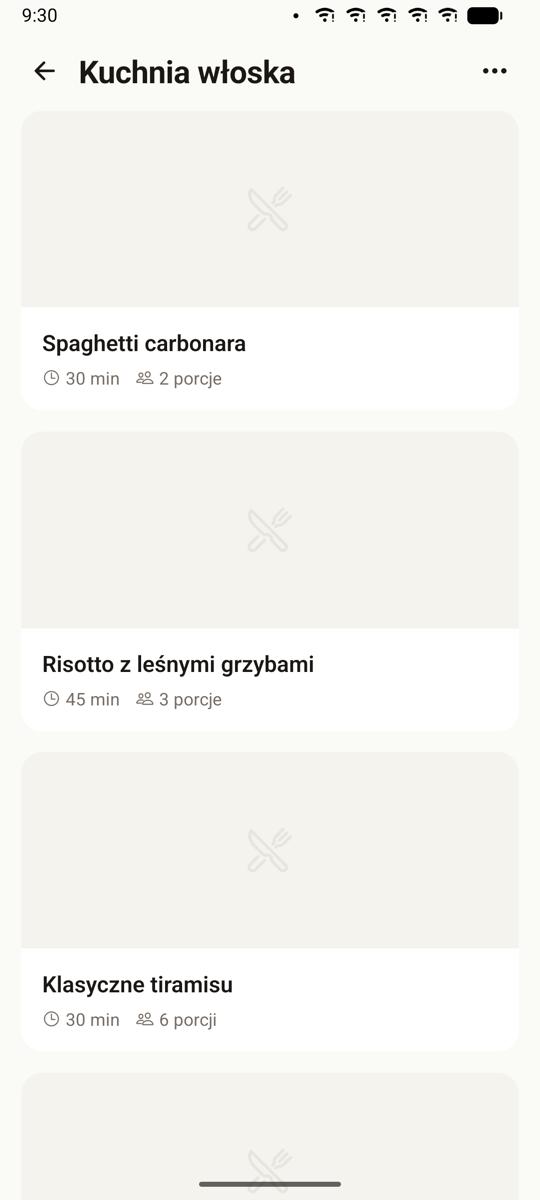 9:30
Kuchnia włoska
Spaghetti carbonara
30 min 2 porcje
Risotto z leśnymi grzybami
45 min 3 porcje
Klasyczne tiramisu
30 min 6 porcji